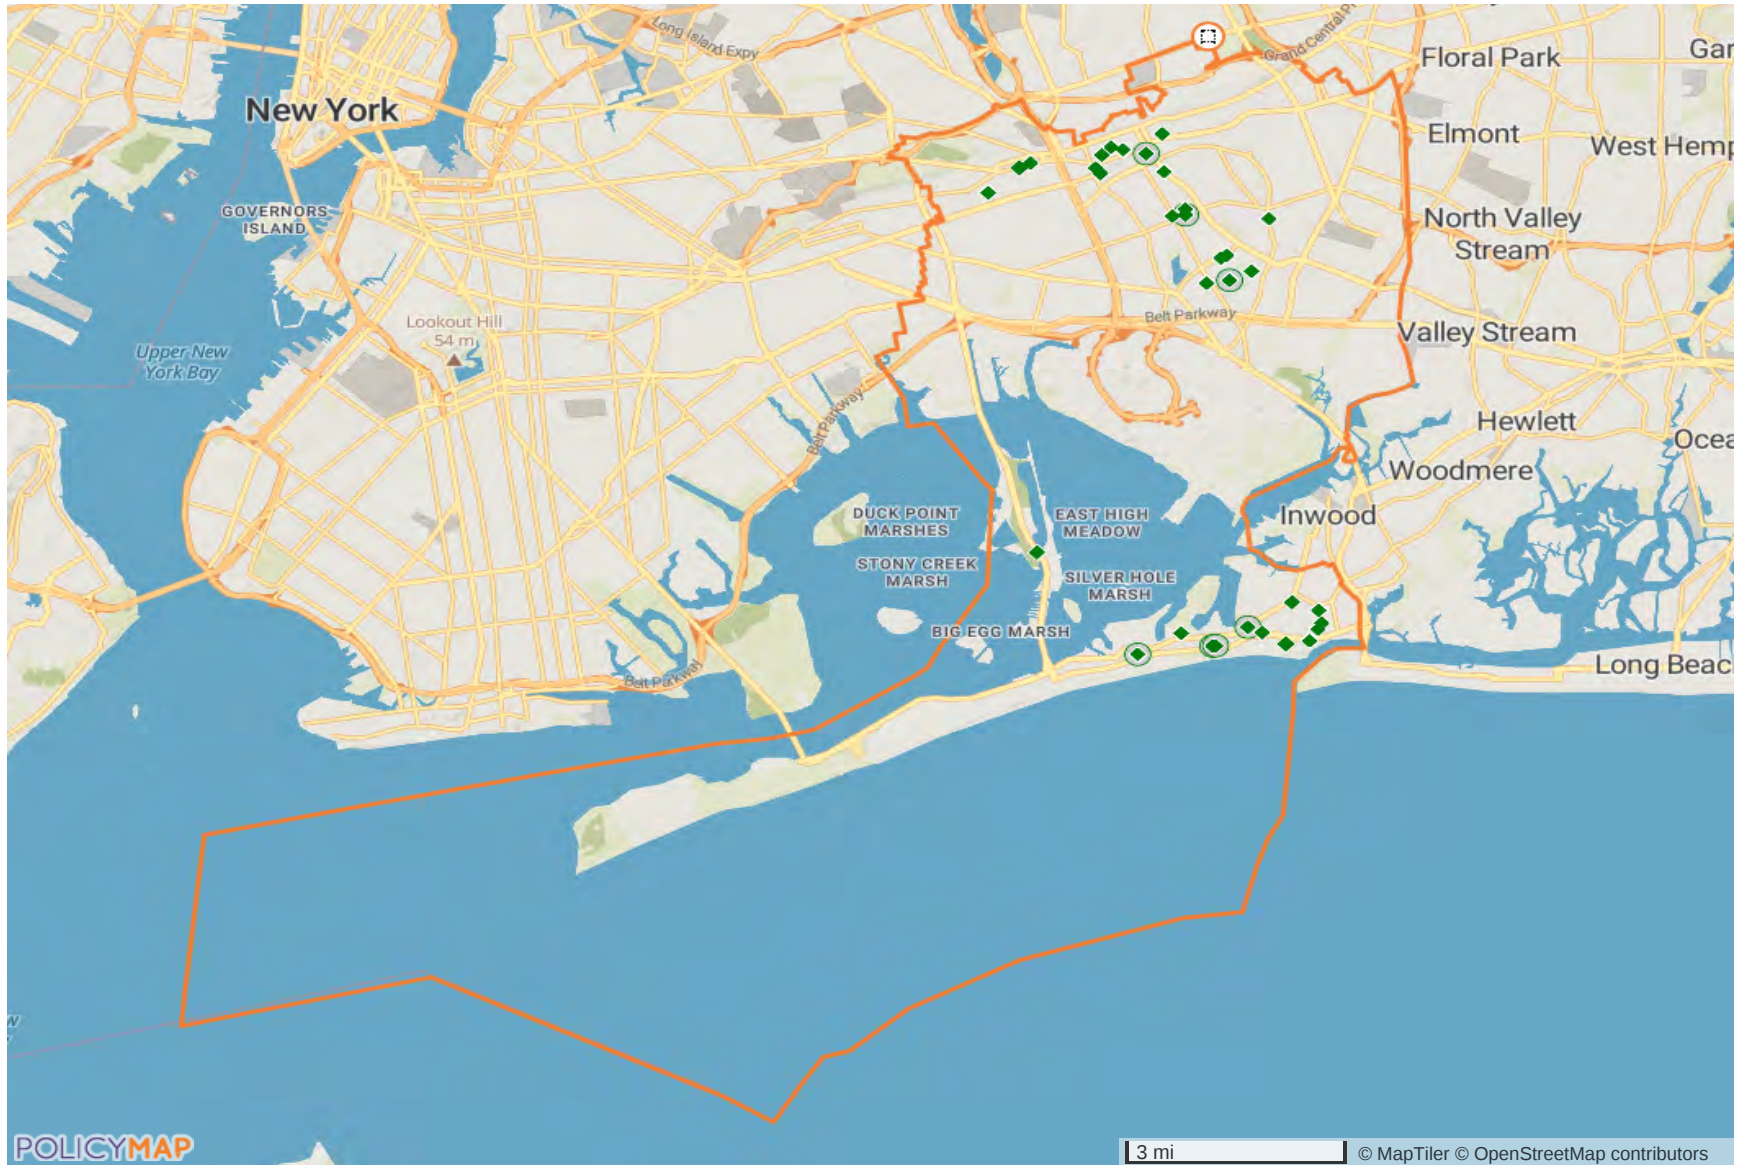 Long Island Expy
Grand Central P
Floral Park
Gar
New York
Elmont
West Hemp
GOVERNORS
ISLAND
North Valley
Stream
Lookout Hill
54 m
Belt Parkway
Upper New
York Bay
Valley Stream
Belt Parkway
Hewlett
Ocea
Woodmere
DUCK POINT
MARSHES
EAST HIGH
MEADOW
Inwood
STONY CREEK
MARSH
SILVER HOLE
MARSH
BIG EGG MARSH
Belt Parkway
Long Beac
w
POLICYMAP
3 mi
© MapTiler © OpenStreetMap contributors